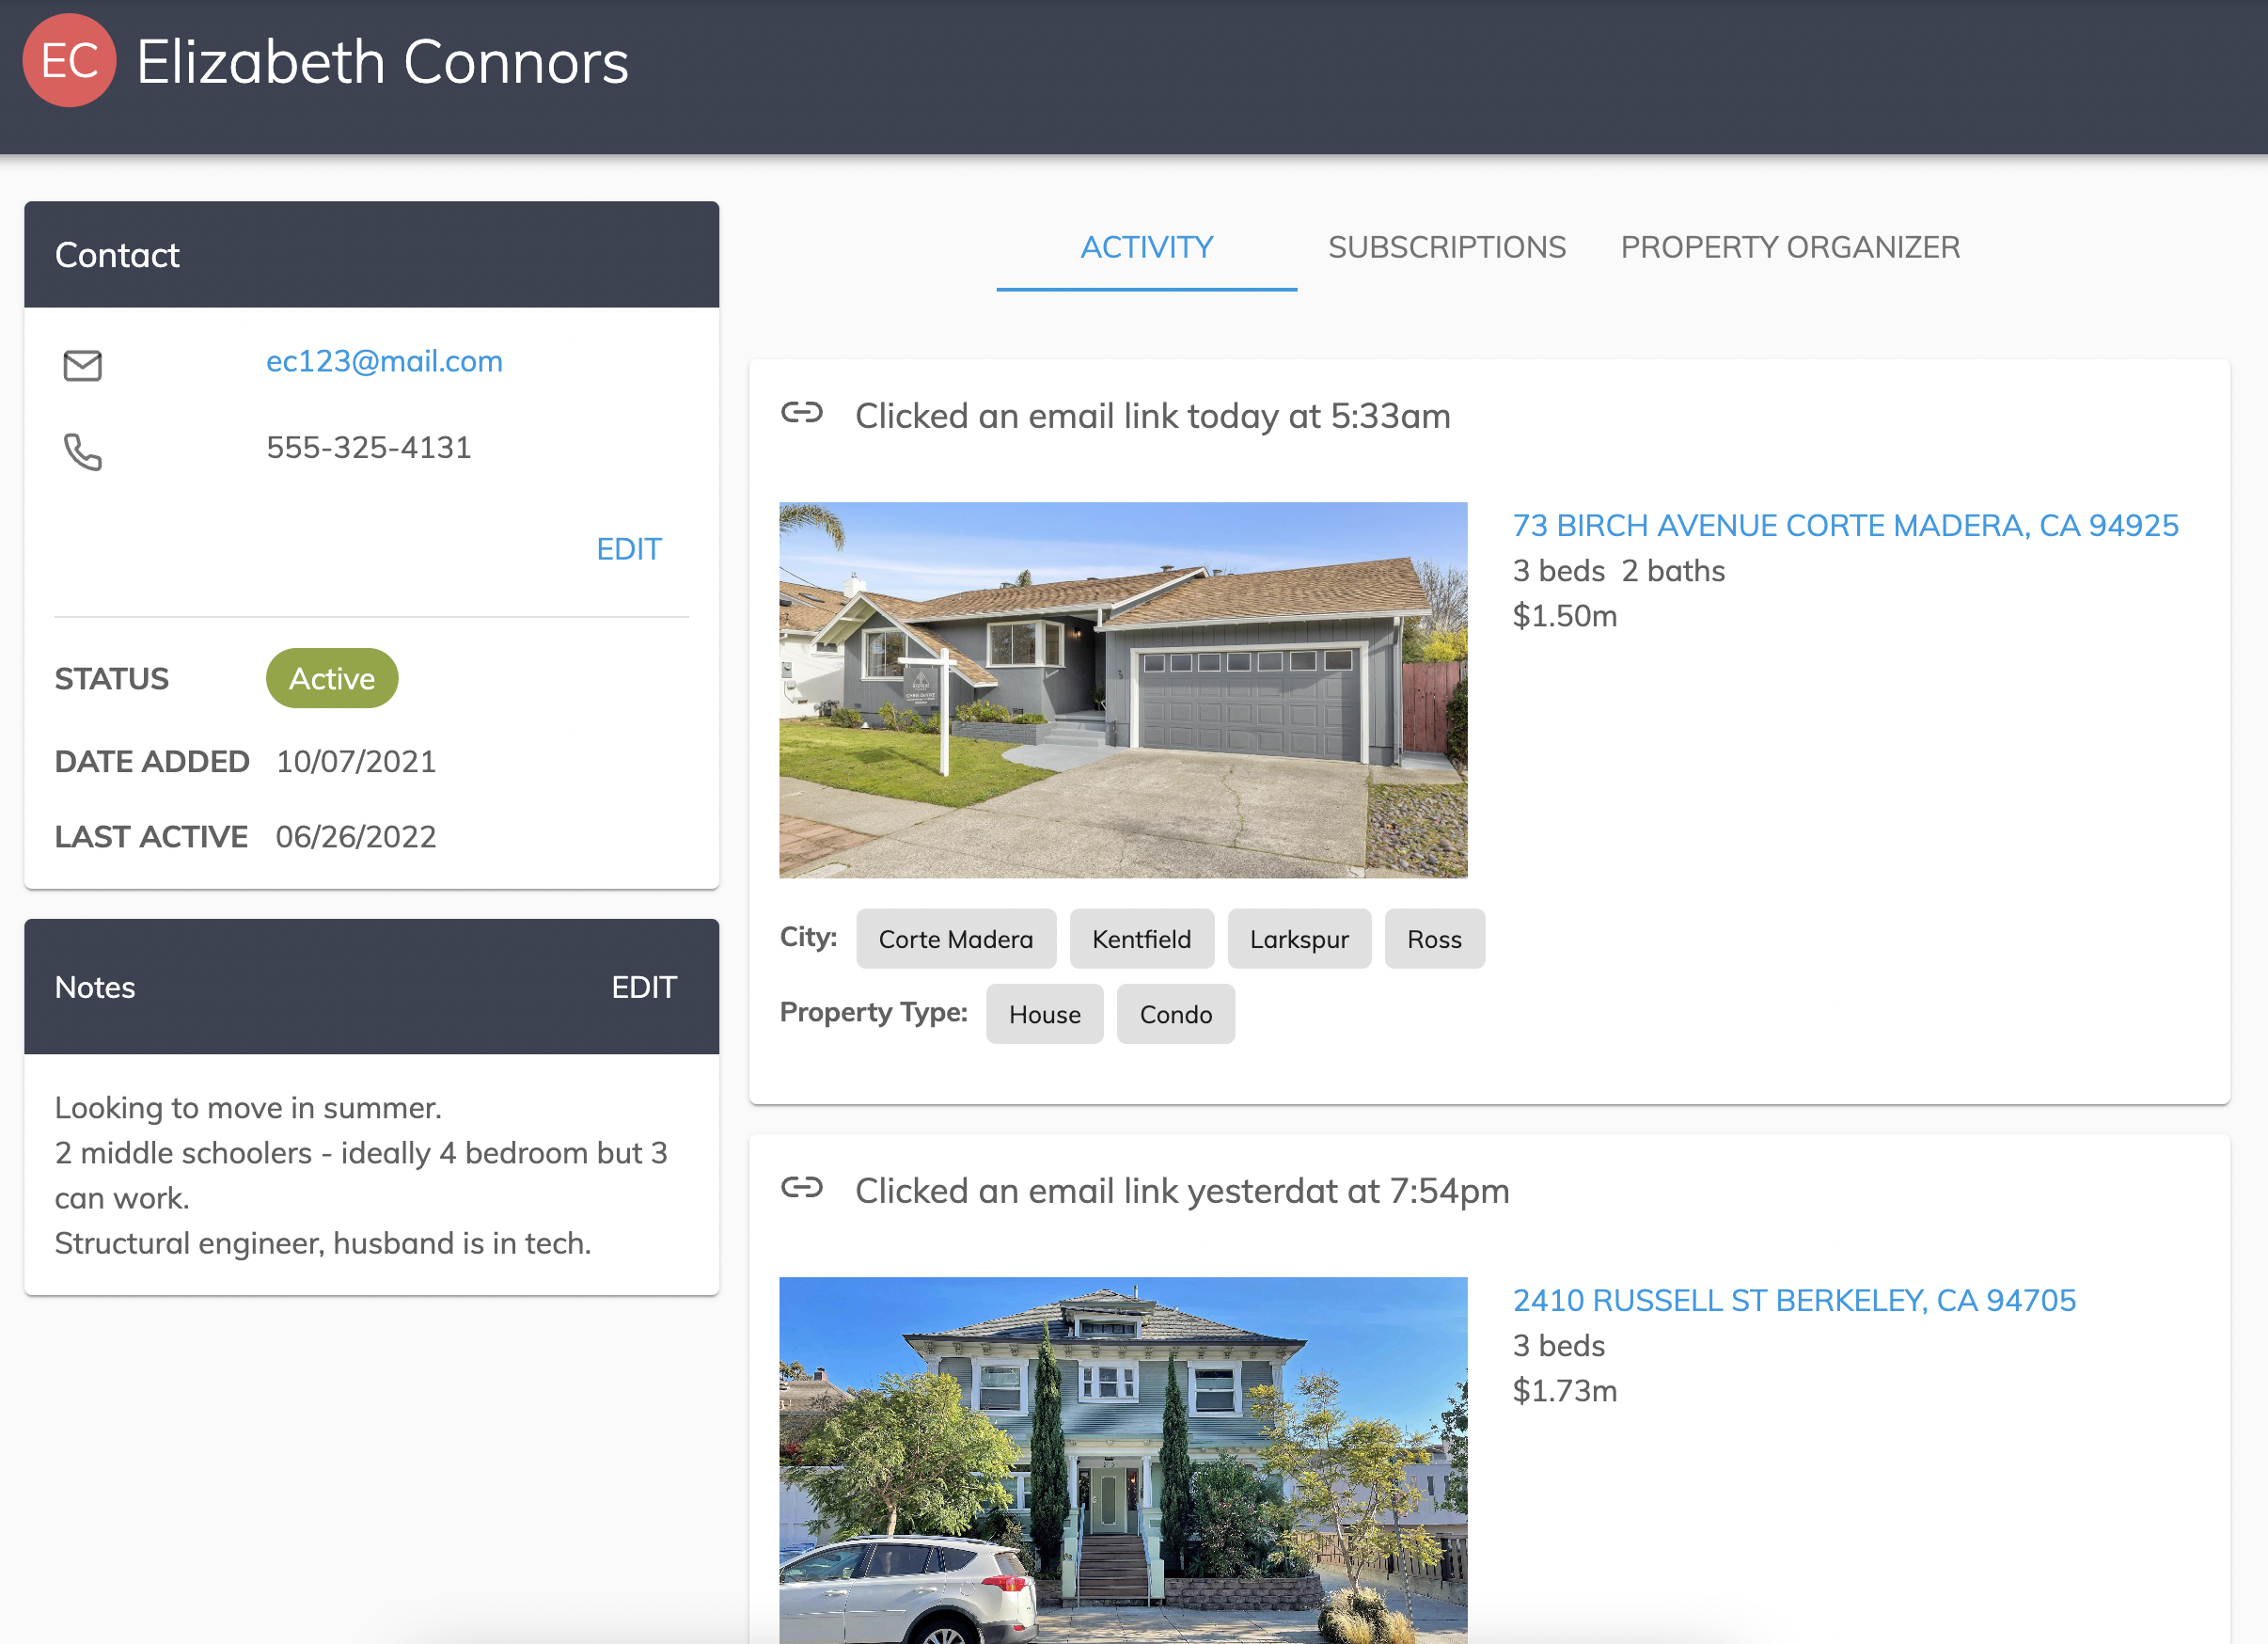 EC Elizabeth Connors
Contact
ec123@mail.com
555-325-4131
EDIT
STATUS Active
DATE ADDED 10/07/2021
LAST ACTIVE 06/26/2022
Notes EDIT
Looking to move in summer.
2 middle schoolers - ideally 4 bedroom but 3
can work.
Structural engineer, husband is in tech.
ACTIVITY SUBSCRIPTIONS PROPERTY ORGANIZER
Clicked an email link today at 5:33am
73 BIRCH AVENUE CORTE MADERA, CA 94925
3 beds 2 baths
$1.50m
City: Corte Madera Kentfield Larkspur Ross
Property Type: House Condo
Clicked an email link yesterdat at 7:54pm
2410 RUSSELL ST BERKELEY, CA 94705
3 beds
$1.73m